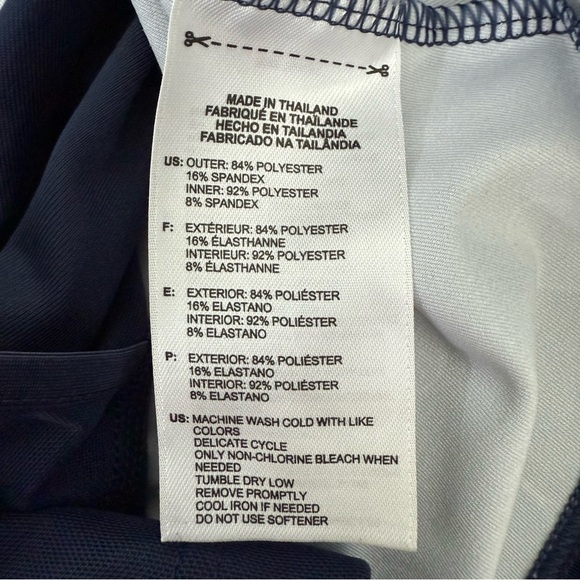 MADE IN THAILAND
FABRIQUÉ EN THAÏLANDE
HECHO EN TAILANDIA
FABRICADO NA TAILÂNDIA
US: OUTER: 84% POLYESTER
16% SPANDEX
INNER: 92% POLYESTER
8% SPANDEX
F: EXTÉRIEUR: 84% POLYESTER
16% ÉLASTHANNE
INTERIEUR: 92% POLYESTER
8% ÉLASTHANNE
E: EXTERIOR: 84% POLIÉSTER
16% ELASTANO
INTERIOR: 92% POLIÉSTER
8% ELASTANO
P: EXTERIOR: 84% POLIÉSTER
16% ELASTANO
INTERIOR: 92% POLIÉSTER
8% ELASTANO
US: MACHINE WASH COLD WITH LIKE
COLORS
DELICATE CYCLE
ONLY NON-CHLORINE BLEACH WHEN
NEEDED
TUMBLE DRY LOW
REMOVE PROMPTLY
COOL IRON IF NEEDED
DO NOT USE SOFTENER